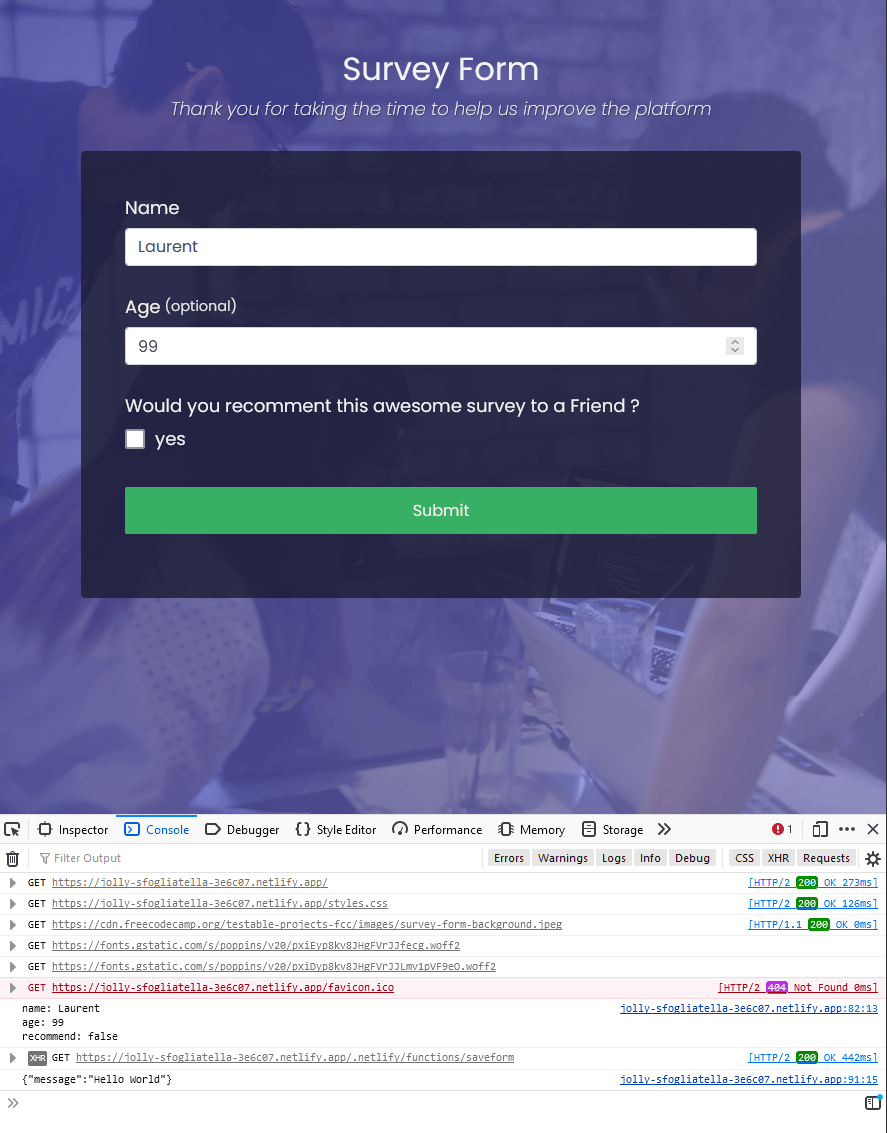 Survey Form
Thank you for taking the time to help us improve the platform
Name
Laurent
Age (optional)
99
Would you recomment this awesome survey to a Friend ?
yes
Submit
Inspector Console Debugger Style Editor Performance Memory Storage 1
Filter Output Errors Warnings Logs Info Debug CSS XHR Requests
GET https://jolly-sfogliatella-3e6c07.netlify.app/ [HTTP/2 200 OK 273ms]
GET https://jolly-sfogliatella-3e6c07.netlify.app/styles.css [HTTP/2 200 OK 126ms]
GET https://cdn.freecodecamp.org/testable-projects-fcc/images/survey-form-background.jpeg [HTTP/1.1 200 OK 0ms]
GET https://fonts.gstatic.com/s/poppins/v20/pxiEyp8kv8JHgFVrJJfecg.woff2
GET https://fonts.gstatic.com/s/poppins/v20/pxiDyp8kv8JHgFVrJJLmv1pVF9eO.woff2
GET https://jolly-sfogliatella-3e6c07.netlify.app/favicon.ico [HTTP/2 404 Not Found 0ms]
name: Laurent jolly-sfogliatella-3e6c07.netlify.app:82:13
age: 99
recommend: false
XHR GET https://jolly-sfogliatella-3e6c07.netlify.app/.netlify/functions/saveform [HTTP/2 200 OK 442ms]
{"message":"Hello World"} jolly-sfogliatella-3e6c07.netlify.app:91:15